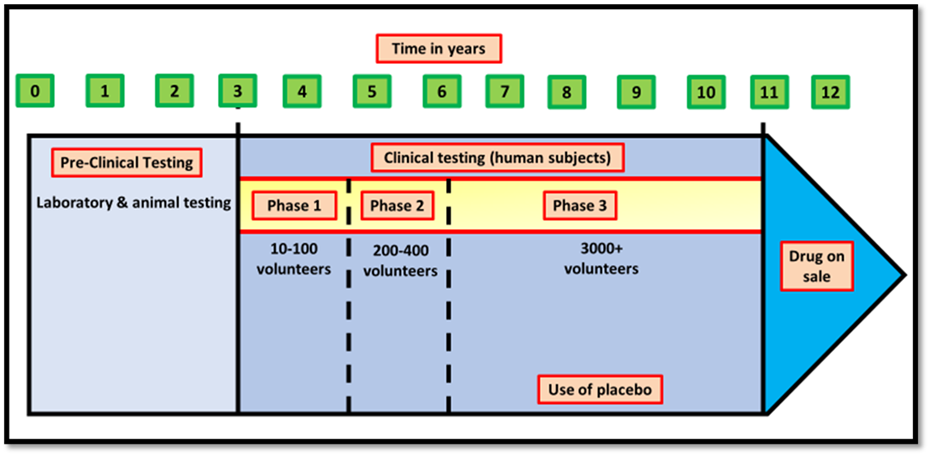 Time in years
0 1 2 3 4 5 6 7 8 9 10 11 12
Pre-Clinical Testing
Laboratory & animal testing
Clinical testing (human subjects)
Phase 1
Phase 2
Phase 3
10-100
volunteers
200-400
volunteers
3000+
volunteers
Use of placebo
Drug on
sale